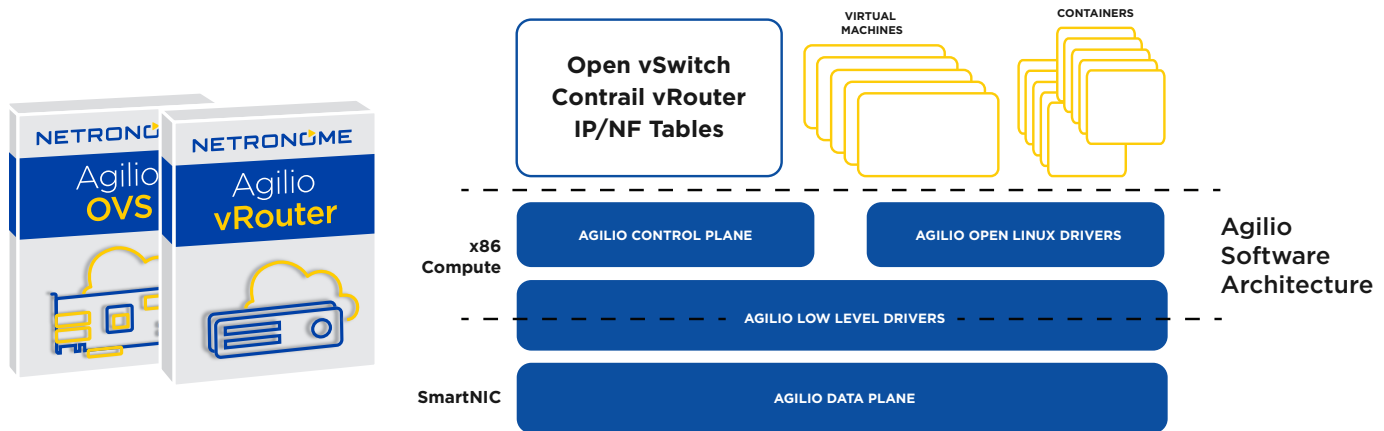 NETRONO
Agilio
OVS
NETRONOME
Agilio
vRouter
Open vSwitch
Contrail vRouter
IP/NF Tables
VIRTUAL
MACHINES
CONTAINERS
x86
Compute
SmartNIC
AGILIO CONTROL PLANE
AGILIO OPEN LINUX DRIVERS
AGILIO LOW LEVEL DRIVERS
AGILIO DATA PLANE
Agilio
Software
Architecture